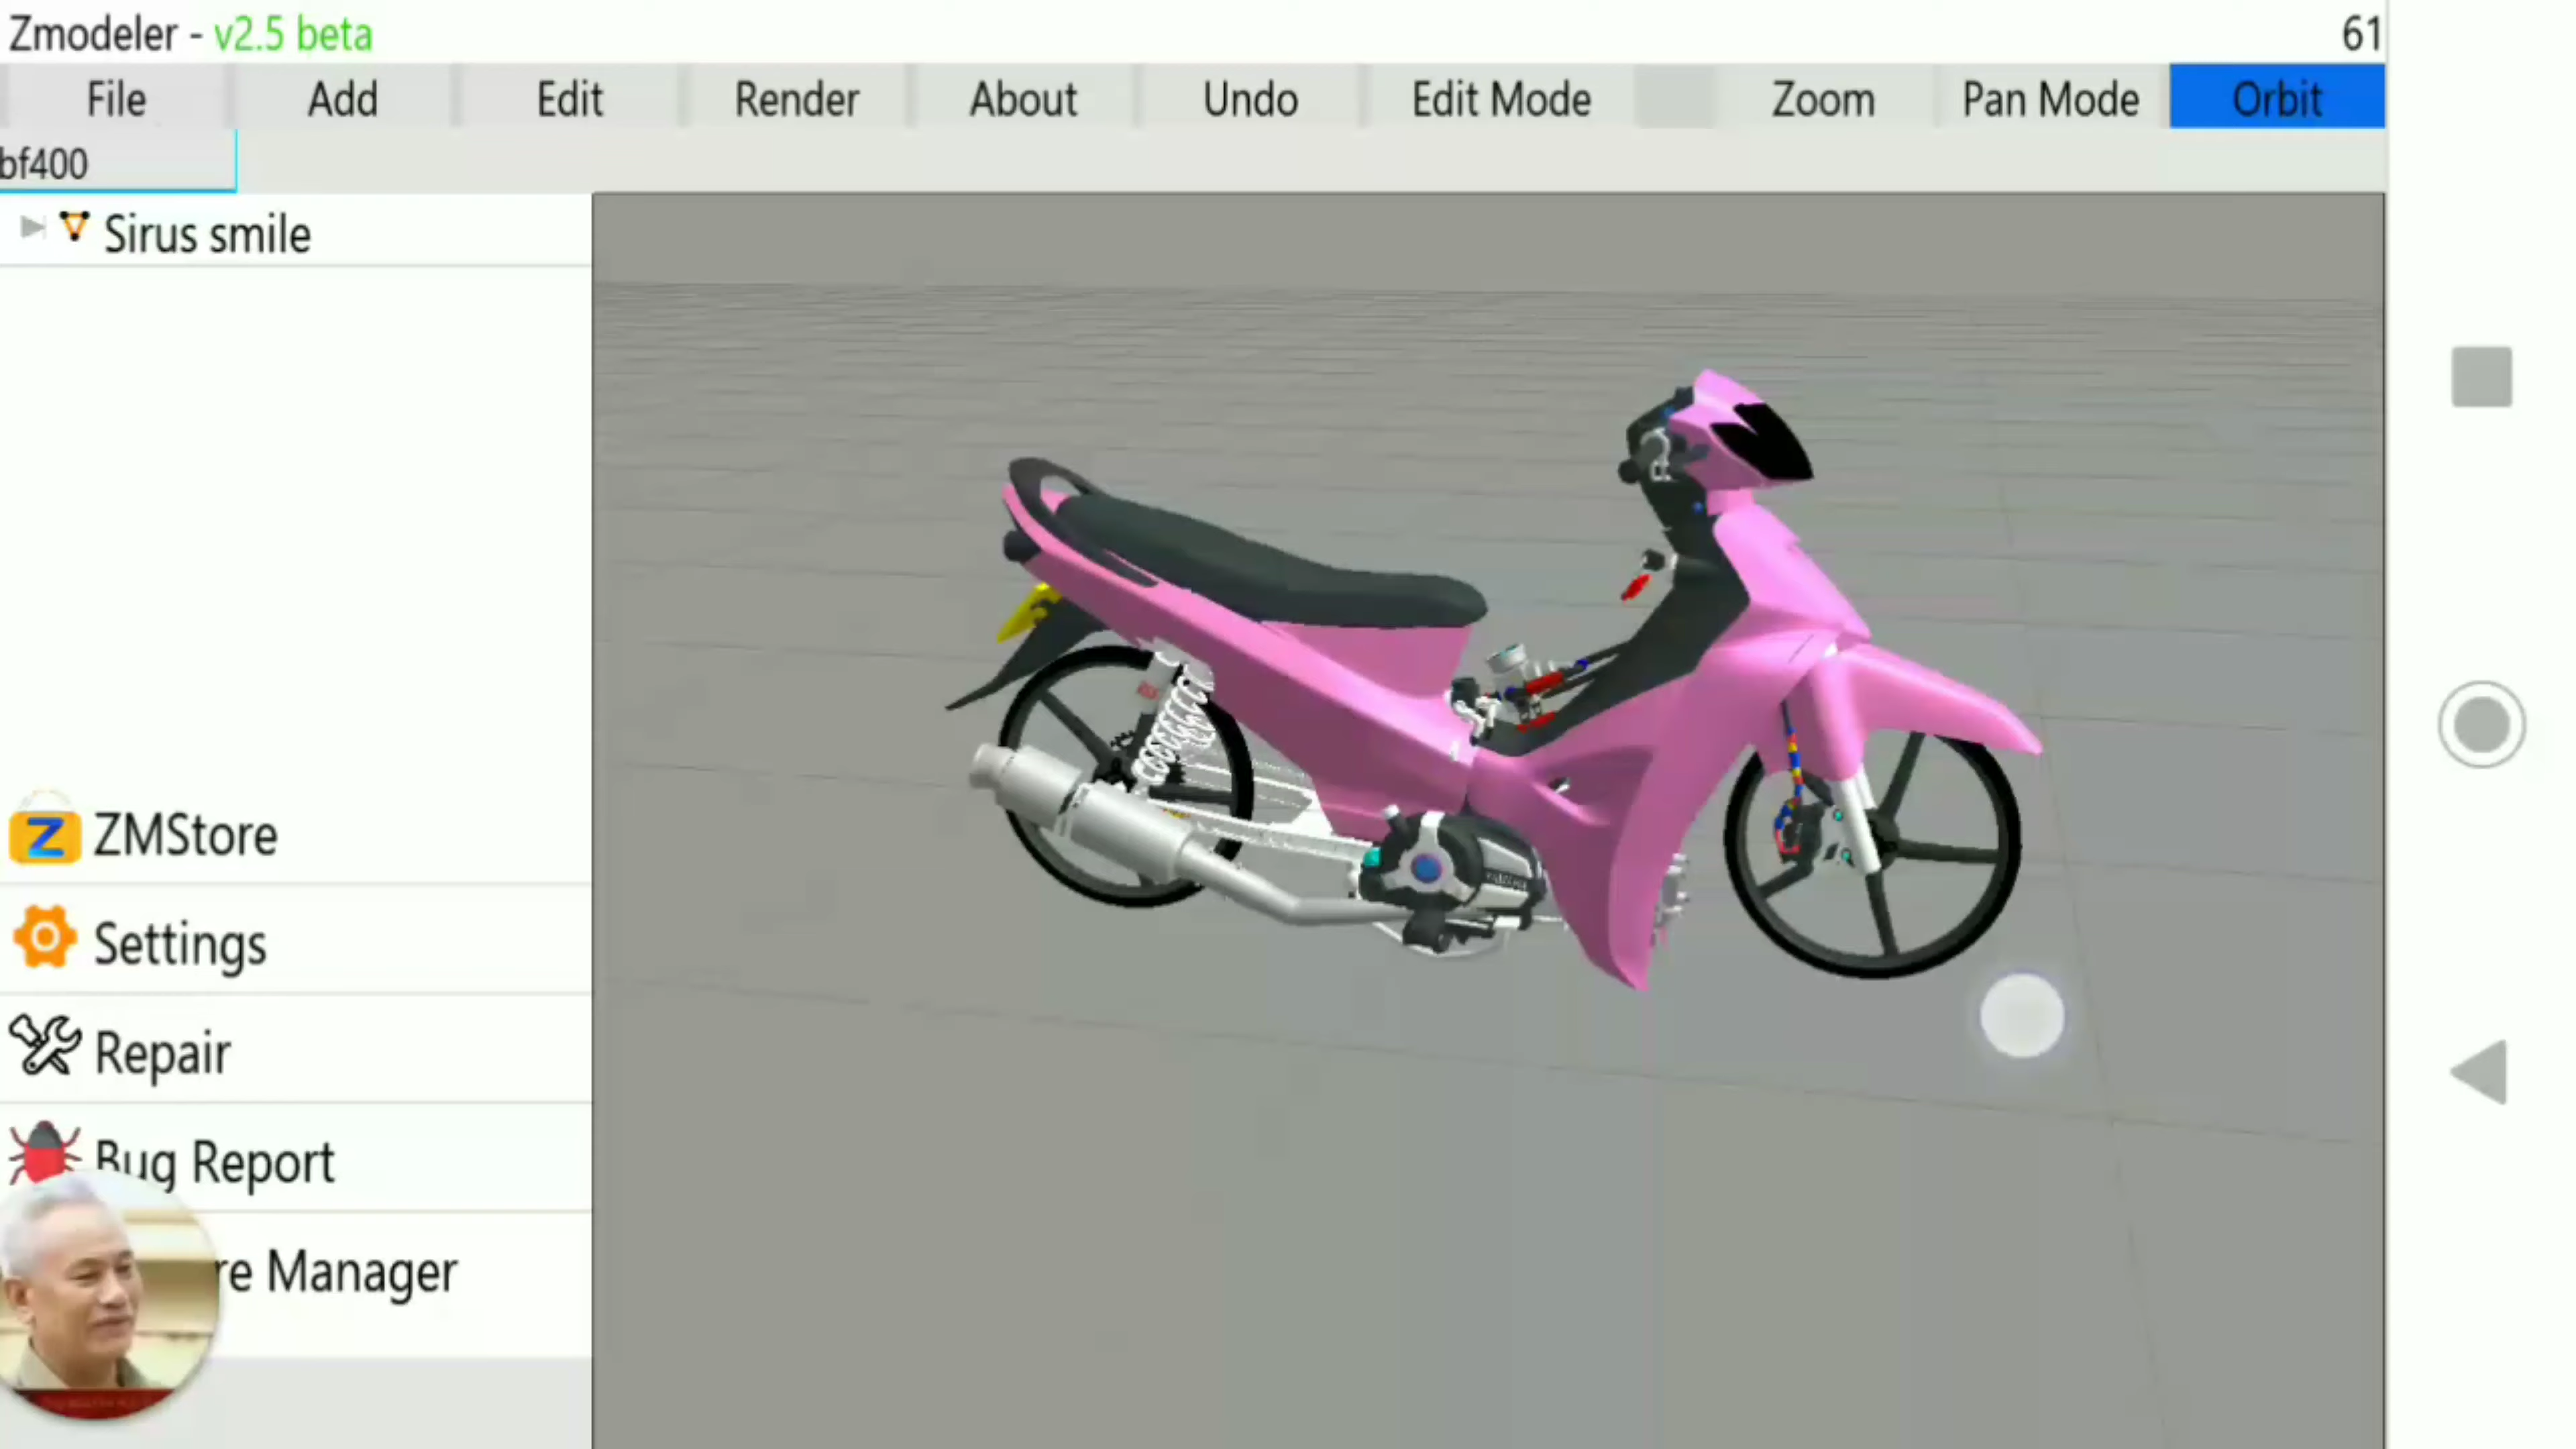 Zmodeler - v2.5 beta
61
File Add Edit Render About Undo Edit Mode Zoom Pan Mode Orbit
bf400
Sirus smile
ZMStore
Settings
Repair
Bug Report
re Manager
YAMAHA